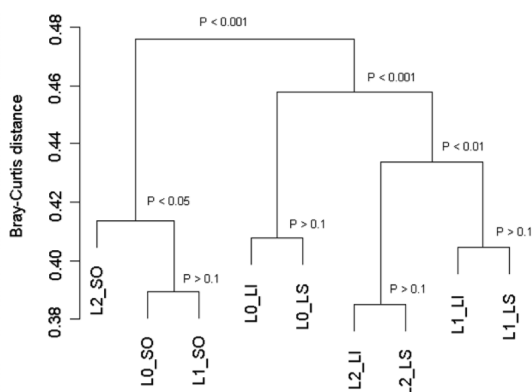 P < 0.001
0.48
P < 0.001
0.46
P < 0.01
0.44
Bray-Curtis distance
0.42
P < 0.05
P > 0.1
P > 0.1
0.40
P > 0.1
P > 0.1
0.38
L2_SO
L0_SO
L1_SO
L0_LI
L0_LS
L2_LI
L2_LS
L1_LI
L1_LS